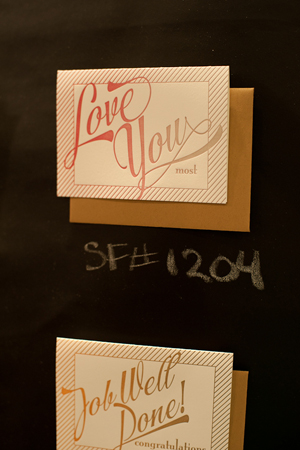 Love
You
most
SF#1204
Job Well
Done!
congratulations